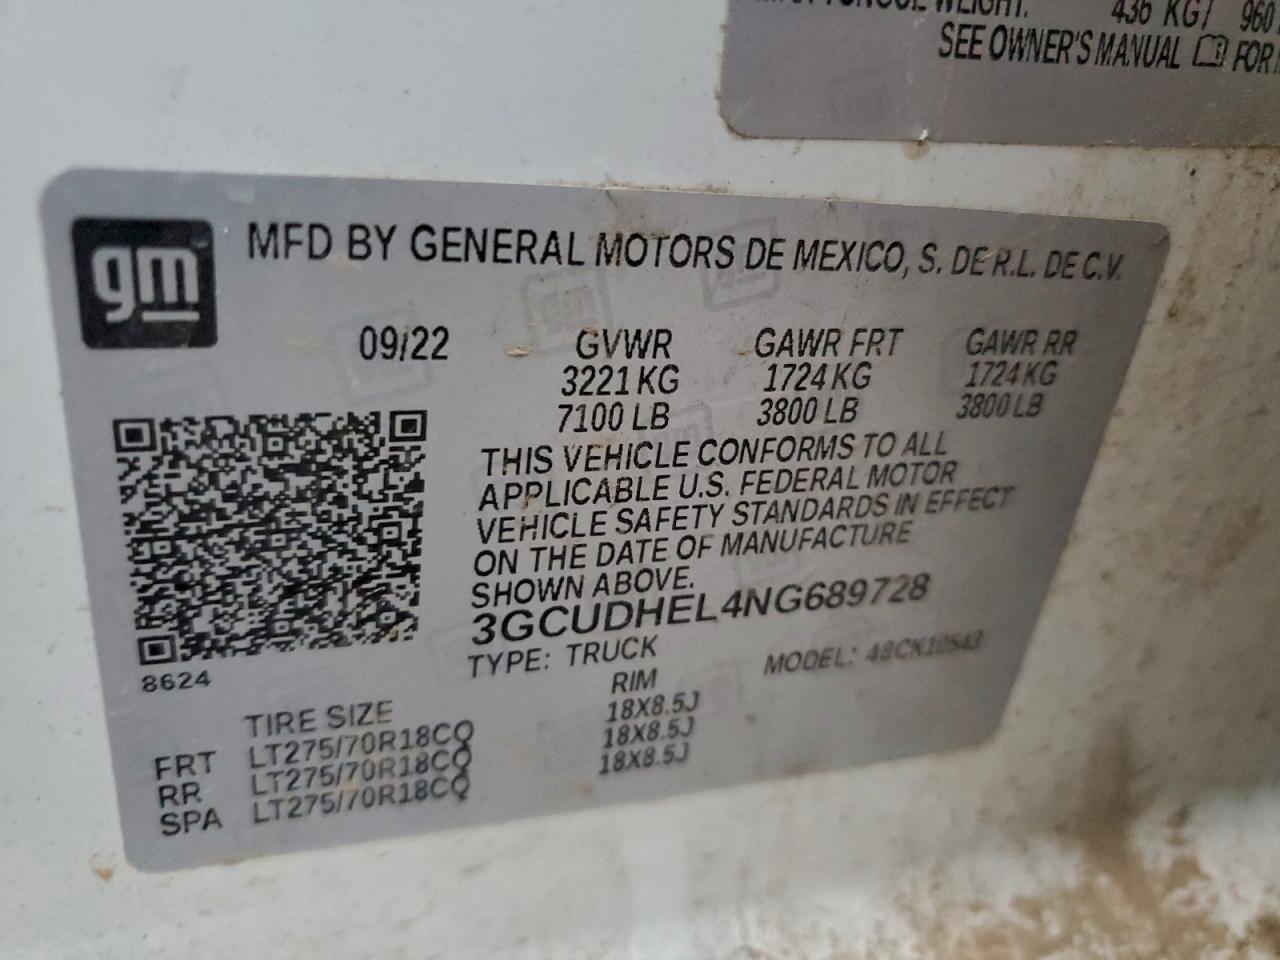 436 KG/ 960
SEE OWNER'S MANUAL FOR
gm
MFD BY GENERAL MOTORS DE MEXICO, S. DE R.L. DE C.V.
09/22 GVWR GAWR FRT GAWR RR
3221 KG 1724 KG 1724 KG
7100 LB 3800 LB 3800 LB
THIS VEHICLE CONFORMS TO ALL
APPLICABLE U.S. FEDERAL MOTOR
VEHICLE SAFETY STANDARDS IN EFFECT
ON THE DATE OF MANUFACTURE
SHOWN ABOVE.
3GCUDHEL4NG689728
TYPE: TRUCK MODEL: 48CK10543
8624
TIRE SIZE RIM
FRT LT275/70R18CQ 18X8.5J
RR LT275/70R18CQ 18X8.5J
SPA LT275/70R18CQ 18X8.5J